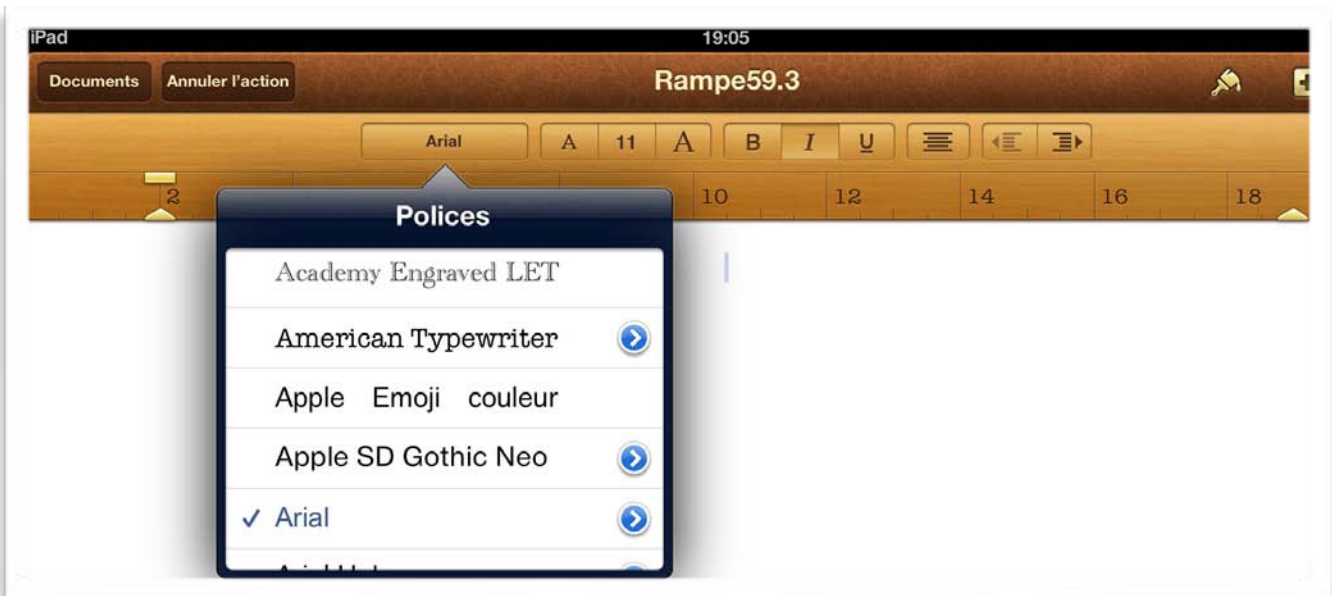 iPad 19:05
Documents Annuler l'action Rampe59.3
Arial A 11 A B I U
2 10 12 14 16 18
Polices
Academy Engraved LET
American Typewriter
Apple Emoji couleur
Apple SD Gothic Neo
✓ Arial